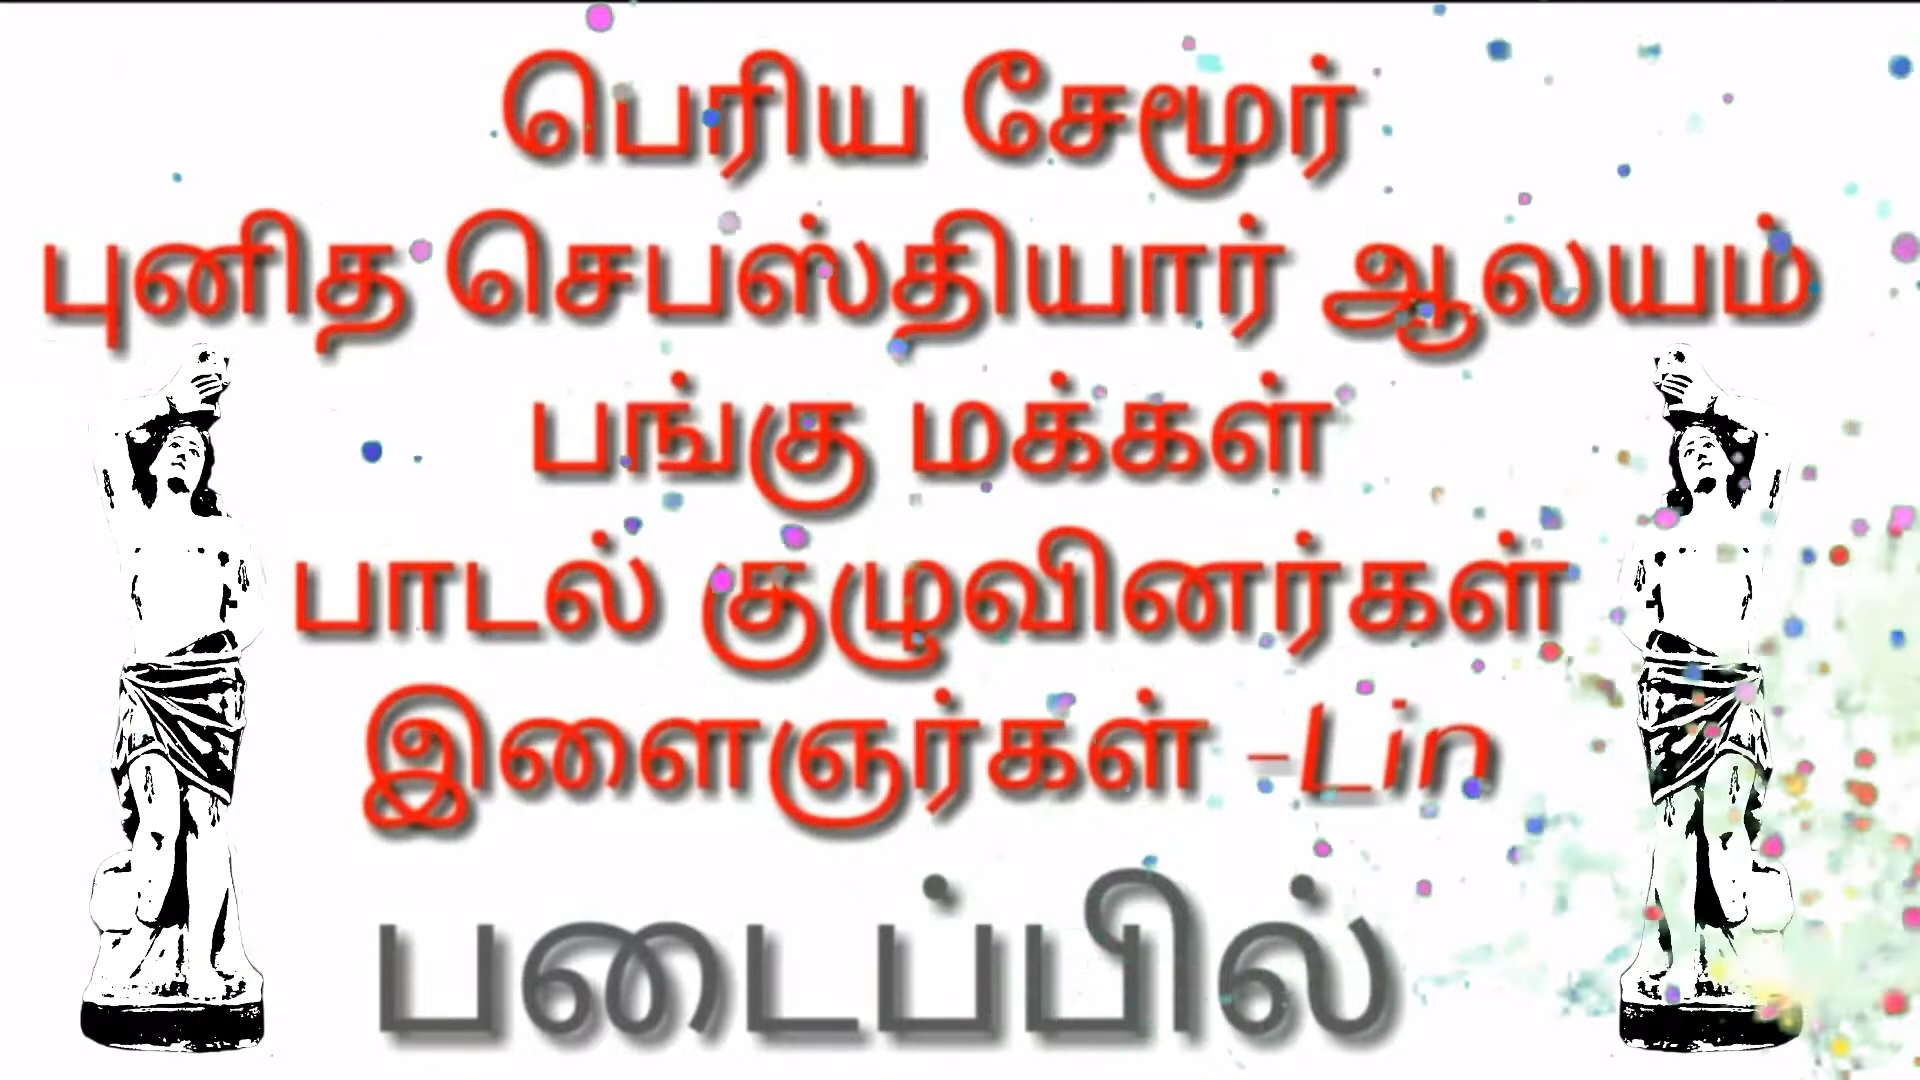 பெரிய சேமூர்
புனித செபஸ்தியார் ஆலயம்
பங்கு மக்கள்
பாடல் குழுவினர்கள்
இளைஞர்கள் -Lin
படைப்பில்